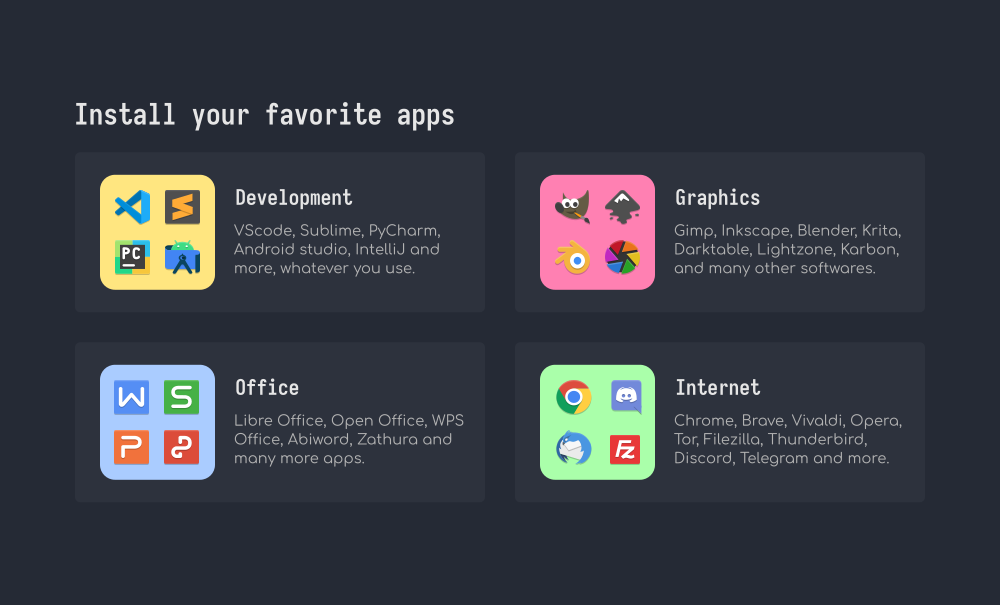 Install your favorite apps
Development
VScode, Sublime, PyCharm,
Android studio, IntelliJ and
more, whatever you use.
PC
Graphics
Gimp, Inkscape, Blender, Krita,
Darktable, Lightzone, Karbon,
and many other softwares.
Office
Libre Office, Open Office, WPS
Office, Abiword, Zathura and
many more apps.
W
S
P
Internet
Chrome, Brave, Vivaldi, Opera,
Tor, Filezilla, Thunderbird,
Discord, Telegram and more.
Fz